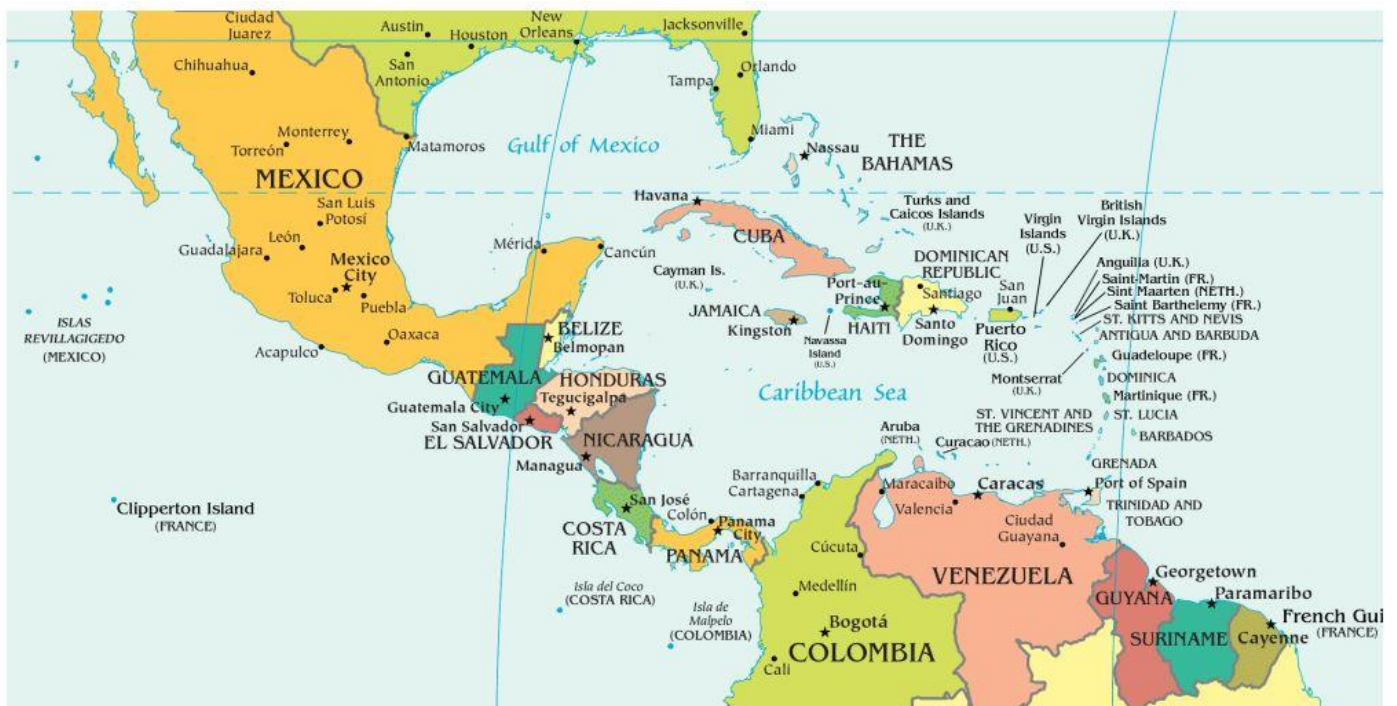 Ciudad
Juarez
Austin
Houston
New
Orleans
Jacksonville
Chihuahua
San
Antonio
Orlando
Tampa
Monterrey
Torreón
Matamoros
Gulf of Mexico
Miami
Nassau
THE
BAHAMAS
MEXICO
San Luis
Potosí
Havana
Turks and
Caicos Islands
(U.K.)
Virgin
Islands
(U.S.)
British
Virgin Islands
(U.K.)
León
Guadalajara
Mérida
Cancún
CUBA
Mexico
City
Cayman Is.
(U.K.)
DOMINICAN
REPUBLIC
Anguilla (U.K.)
Saint-Martin (FR.)
Sint Maarten (NETH.)
Saint Barthelemy (FR.)
Toluca
Puebla
Port-au-
Prince
Santiago
San
Juan
ISLAS
REVILLAGIGEDO
(MEXICO)
JAMAICA
Kingston
HAITI
Santo
Domingo
Puerto
Rico
(U.S.)
ST. KITTS AND NEVIS
ANTIGUA AND BARBUDA
Acapulco
Oaxaca
BELIZE
Belmopan
Navassa
Island
(U.S.)
Guadeloupe (FR.)
Montserrat
(U.K.)
DOMINICA
GUATEMALA
HONDURAS
Tegucigalpa
Caribbean Sea
Martinique (FR.)
Guatemala City
ST. LUCIA
San Salvador
EL SALVADOR
NICARAGUA
ST. VINCENT AND
THE GRENADINES
BARBADOS
Aruba
(NETH.)
Curacao (NETH.)
Managua
GRENADA
Barranquilla
Cartagena
Maracaibo
Caracas
Port of Spain
Valencia
TRINIDAD AND
TOBAGO
Clipperton Island
(FRANCE)
San José
Colón
Panama
City
COSTA
RICA
PANAMA
Ciudad
Guayana
Cúcuta
Isla del Coco
(COSTA RICA)
Medellín
VENEZUELA
Georgetown
Isla de
Malpelo
(COLOMBIA)
GUYANA
Paramaribo
Bogotá
French Gui
(FRANCE)
COLOMBIA
SURINAME
Cayenne
Cali